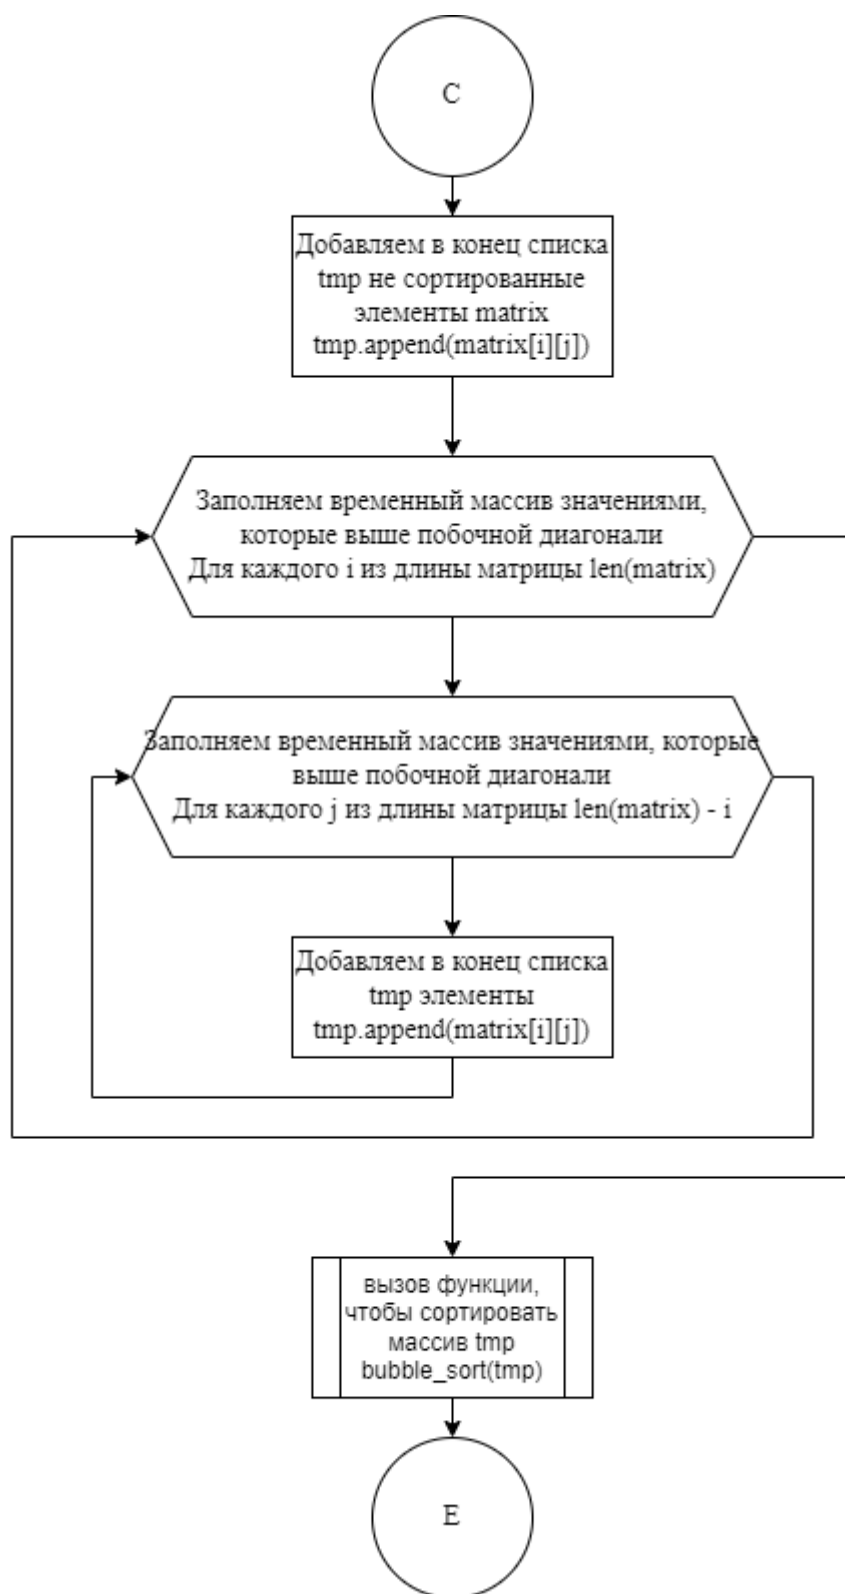 C
Добавляем в конец списка
tmp не сортированные
элементы matrix
tmp.append(matrix[i][j])
Заполняем временный массив значениями,
которые выше побочной диагонали
Для каждого i из длины матрицы len(matrix)
Заполняем временный массив значениями, которые
выше побочной диагонали
Для каждого j из длины матрицы len(matrix) - i
Добавляем в конец списка
tmp элементы
tmp.append(matrix[i][j])
вызов функции,
чтобы сортировать
массив tmp
bubble_sort(tmp)
E